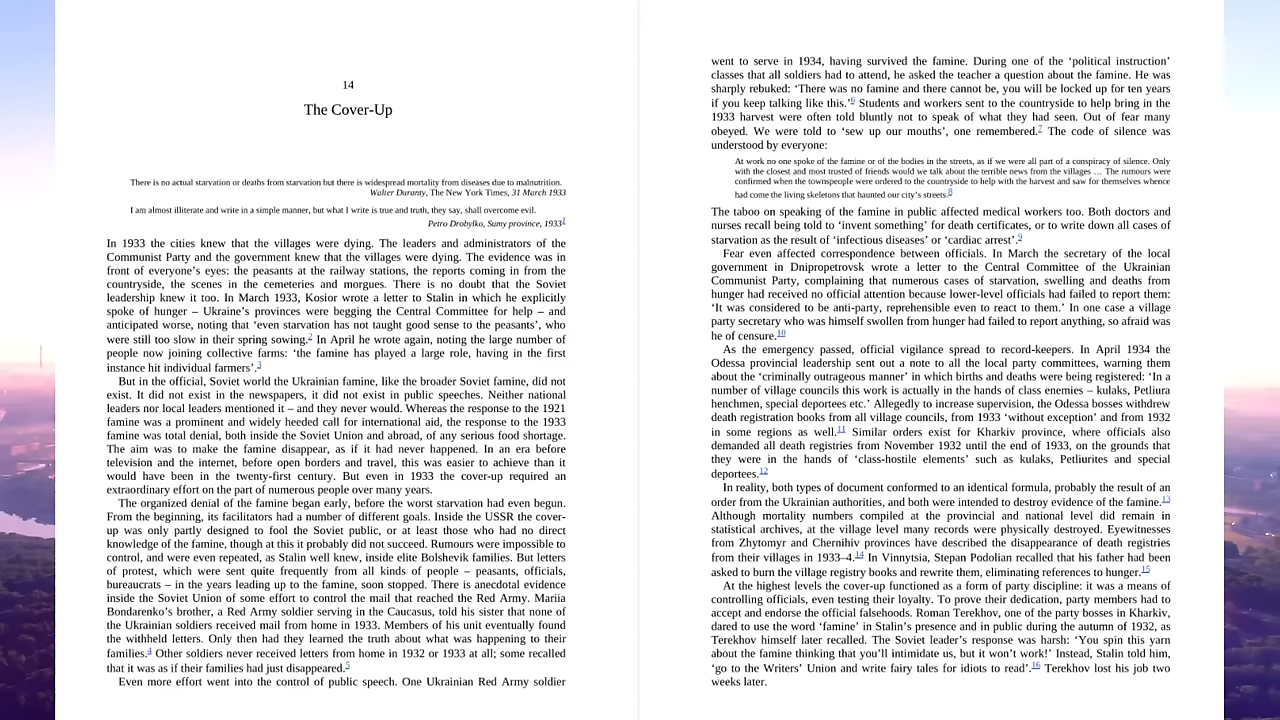 14
The Cover-Up
There is no actual starvation or deaths from starvation but there is widespread mortality from diseases due to malnutrition.
Walter Duranty, The New York Times, 31 March 1933
I am almost illiterate and write in a simple manner, but what I write is true and truth, they say, shall overcome evil.
Petro Drobylko, Sumy province, 1933¹
In 1933 the cities knew that the villages were dying. The leaders and administrators of the
Communist Party and the government knew that the villages were dying. The evidence was in
front of everyone’s eyes: the peasants at the railway stations, the reports coming in from the
countryside, the scenes in the cemeteries and morgues. There is no doubt that the Soviet
leadership knew it too. In March 1933, Kosior wrote a letter to Stalin in which he explicitly
spoke of hunger – Ukraine’s provinces were begging the Central Committee for help – and
anticipated worse, noting that ‘even starvation has not taught good sense to the peasants’, who
were still too slow in their spring sowing.² In April he wrote again, noting the large number of
people now joining collective farms: ‘the famine has played a large role, having in the first
instance hit individual farmers’.³
But in the official, Soviet world the Ukrainian famine, like the broader Soviet famine, did not
exist. It did not exist in the newspapers, it did not exist in public speeches. Neither national
leaders nor local leaders mentioned it – and they never would. Whereas the response to the 1921
famine was a prominent and widely heeded call for international aid, the response to the 1933
famine was total denial, both inside the Soviet Union and abroad, of any serious food shortage.
The aim was to make the famine disappear, as if it had never happened. In an era before
television and the internet, before open borders and travel, this was easier to achieve than it
would have been in the twenty-first century. But even in 1933 the cover-up required an
extraordinary effort on the part of numerous people over many years.
The organized denial of the famine began early, before the worst starvation had even begun.
From the beginning, its facilitators had a number of different goals. Inside the USSR the cover-
up was only partly designed to fool the Soviet public, or at least those who had no direct
knowledge of the famine, though at this it probably did not succeed. Rumours were impossible to
control, and were even repeated, as Stalin well knew, inside elite Bolshevik families. But letters
of protest, which were sent quite frequently from all kinds of people – peasants, officials,
bureaucrats – in the years leading up to the famine, soon stopped. There is anecdotal evidence
inside the Soviet Union of some effort to control the mail that reached the Red Army. Mariia
Bondarenko’s brother, a Red Army soldier serving in the Caucasus, told his sister that none of
the Ukrainian soldiers received mail from home in 1933. Members of his unit eventually found
the withheld letters. Only then had they learned the truth about what was happening to their
families.⁴ Other soldiers never received letters from home in 1932 or 1933 at all; some recalled
that it was as if their families had just disappeared.⁵
Even more effort went into the control of public speech. One Ukrainian Red Army soldier
went to serve in 1934, having survived the famine. During one of the ‘political instruction’
classes that all soldiers had to attend, he asked the teacher a question about the famine. He was
sharply rebuked: ‘There was no famine and there cannot be, you will be locked up for ten years
if you keep talking like this.’⁶ Students and workers sent to the countryside to help bring in the
1933 harvest were often told bluntly not to speak of what they had seen. Out of fear many
obeyed. We were told to ‘sew up our mouths’, one remembered.⁷ The code of silence was
understood by everyone:
At work no one spoke of the famine or of the bodies in the streets, as if we were all part of a conspiracy of silence. Only
with the closest and most trusted of friends would we talk about the terrible news from the villages … The rumours were
confirmed when the townspeople were ordered to the countryside to help with the harvest and saw for themselves whence
had come the living skeletons that haunted our city’s streets.⁸
The taboo on speaking of the famine in public affected medical workers too. Both doctors and
nurses recall being told to ‘invent something’ for death certificates, or to write down all cases of
starvation as the result of ‘infectious diseases’ or ‘cardiac arrest’.⁹
Fear even affected correspondence between officials. In March the secretary of the local
government in Dnipropetrovsk wrote a letter to the Central Committee of the Ukrainian
Communist Party, complaining that numerous cases of starvation, swelling and deaths from
hunger had received no official attention because lower-level officials had failed to report them:
‘It was considered to be anti-party, reprehensible even to react to them.’ In one case a village
party secretary who was himself swollen from hunger had failed to report anything, so afraid was
he of censure.¹⁰
As the emergency passed, official vigilance spread to record-keepers. In April 1934 the
Odessa provincial leadership sent out a note to all the local party committees, warning them
about the ‘criminally outrageous manner’ in which births and deaths were being registered: ‘In a
number of village councils this work is actually in the hands of class enemies – kulaks, Petliura
henchmen, special deportees etc.’ Allegedly to increase supervision, the Odessa bosses withdrew
death registration books from all village councils, from 1933 ‘without exception’ and from 1932
in some regions as well.¹¹ Similar orders exist for Kharkiv province, where officials also
demanded all death registries from November 1932 until the end of 1933, on the grounds that
they were in the hands of ‘class-hostile elements’ such as kulaks, Petliurites and special
deportees.¹²
In reality, both types of document conformed to an identical formula, probably the result of an
order from the Ukrainian authorities, and both were intended to destroy evidence of the famine.¹³
Although mortality numbers compiled at the provincial and national level did remain in
statistical archives, at the village level many records were physically destroyed. Eyewitnesses
from Zhytomyr and Chernihiv provinces have described the disappearance of death registries
from their villages in 1933–4.¹⁴ In Vinnytsia, Stepan Podolian recalled that his father had been
asked to burn the village registry books and rewrite them, eliminating references to hunger.¹⁵
At the highest levels the cover-up functioned as a form of party discipline: it was a means of
controlling officials, even testing their loyalty. To prove their dedication, party members had to
accept and endorse the official falsehoods. Roman Terekhov, one of the party bosses in Kharkiv,
dared to use the word ‘famine’ in Stalin’s presence and in public during the autumn of 1932, as
Terekhov himself later recalled. The Soviet leader’s response was harsh: ‘You spin this yarn
about the famine thinking that you’ll intimidate us, but it won’t work!’ Instead, Stalin told him,
‘go to the Writers’ Union and write fairy tales for idiots to read’.¹⁶ Terekhov lost his job two
weeks later.